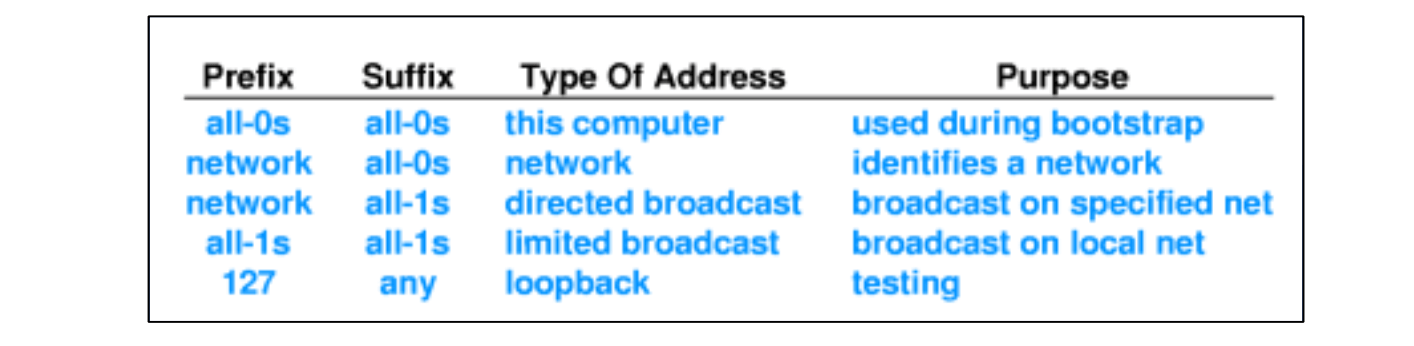 Prefix Suffix Type Of Address Purpose
all-0s all-0s this computer used during bootstrap
network all-0s network identifies a network
network all-1s directed broadcast broadcast on specified net
all-1s all-1s limited broadcast broadcast on local net
127 any loopback testing